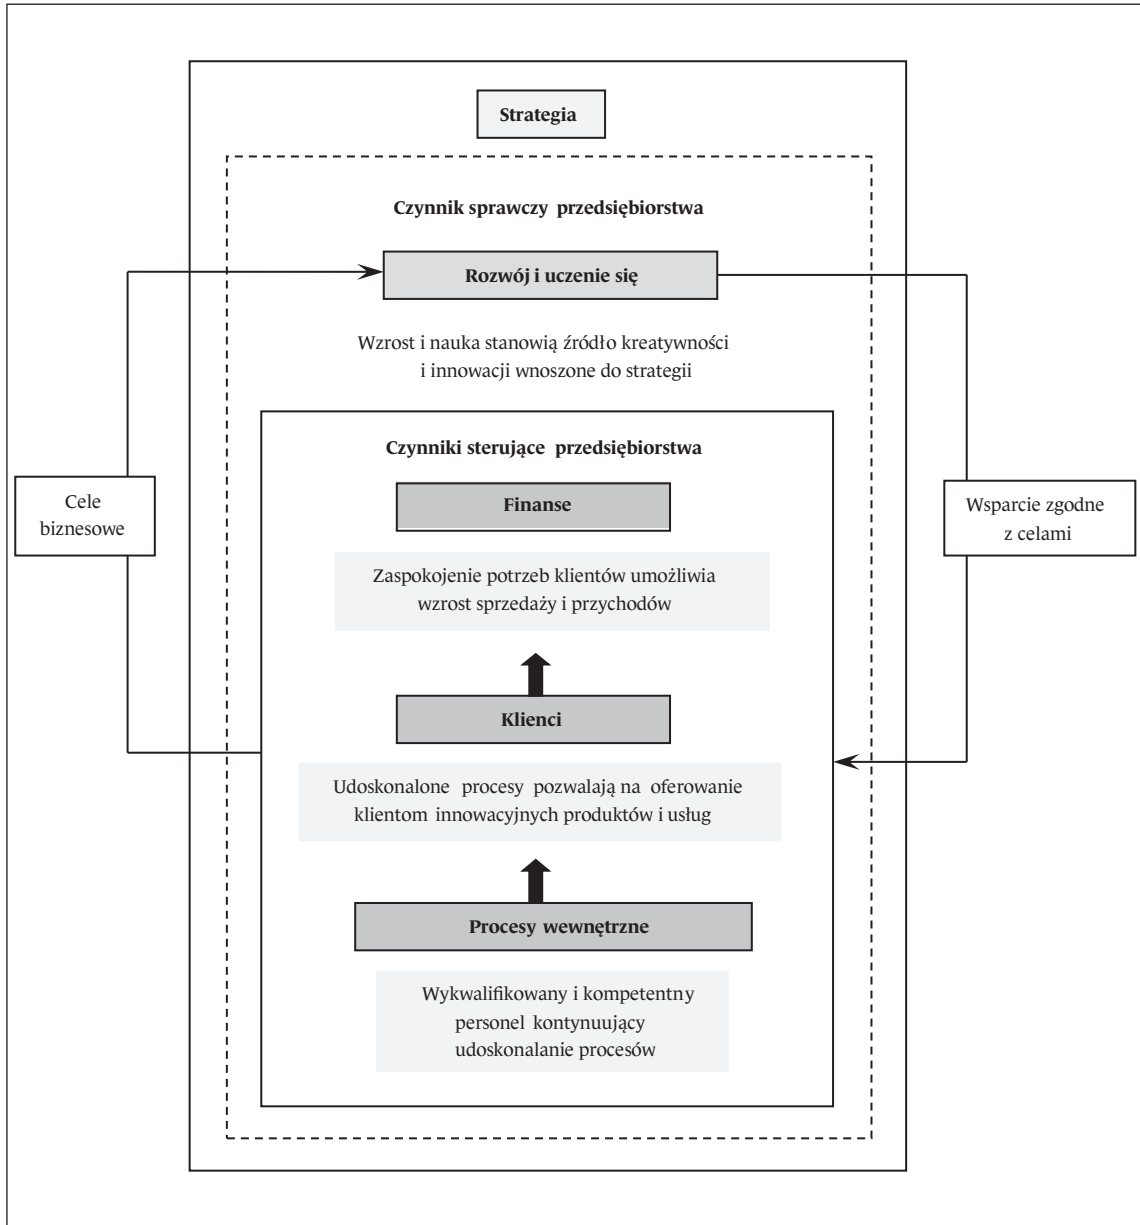 Strategia
Czynnik sprawczy przedsiębiorstwa
Rozwój i uczenie się
Wzrost i nauka stanowią źródło kreatywności
i innowacji wnoszone do strategii
Czynniki sterujące przedsiębiorstwa
Cele
biznesowe
Finanse
Wsparcie zgodne
z celami
Zaspokojenie potrzeb klientów umożliwia
wzrost sprzedaży i przychodów
Klienci
Udoskonalone procesy pozwalają na oferowanie
klientom innowacyjnych produktów i usług
Procesy wewnętrzne
Wykwalifikowany i kompetentny
personel kontynuujący
udoskonalanie procesów